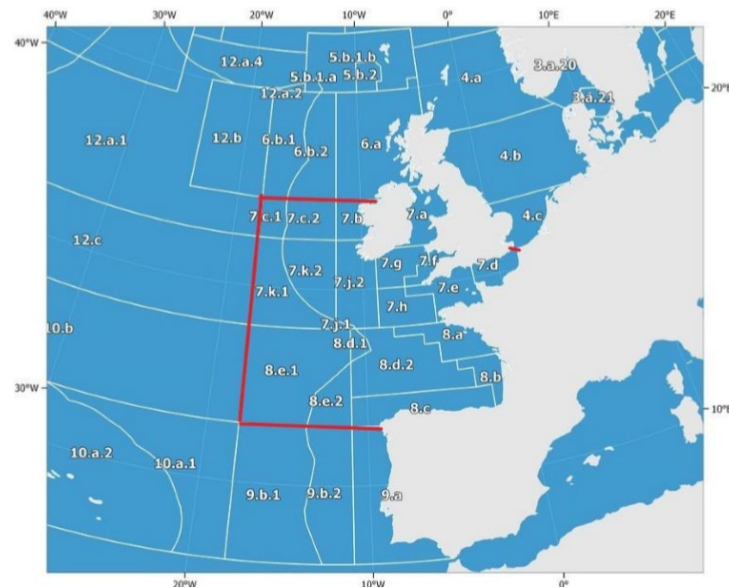 40°W 30°W 20°W 10°W 0° 10°E 20°E
40°W
12.a.4 5.b.1.b
5.b.1.a 5.b.2 4.a 3.a.20
12.a.2 3.a.21
20°E
12.a.1 12.b 6.b.1 6.b.2 6.a 4.b
7.c.1 7.c.2 7.b 7.a 4.c
12.c
7.k.2 7.g 7.f 7.d
7.k.1 7.j.2 7.e
7.h
10.b 7.j.1 8.a
8.d.1
8.e.1 8.d.2 8.b
30°W
8.e.2 8.c 10°E
10.a.2 10.a.1
9.b.1 9.b.2 9.a
20°W 10°W 0°